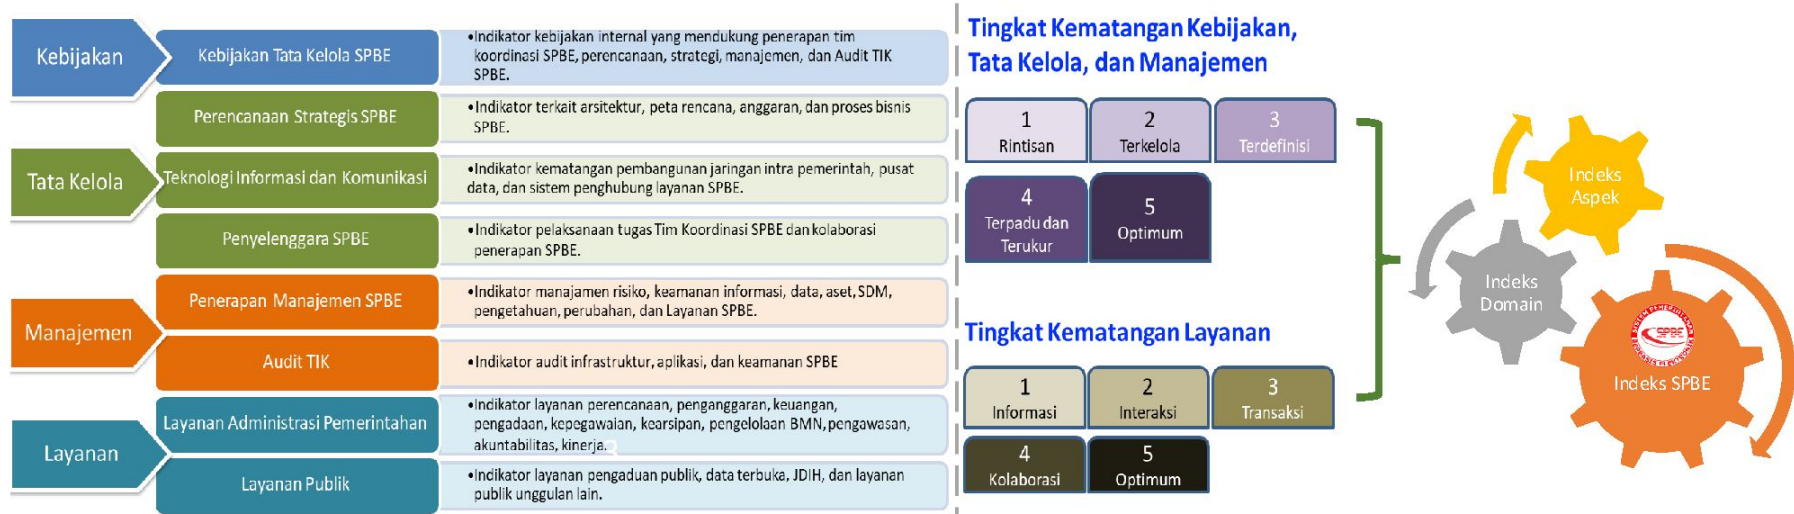 Kebijakan
Kebijakan Tata Kelola SPBE
•Indikator kebijakan internal yang mendukung penerapan tim
koordinasi SPBE, perencanaan, strategi, manajemen, dan Audit TIK
SPBE.
Tata Kelola
Perencanaan Strategis SPBE
•Indikator terkait arsitektur, peta rencana, anggaran, dan proses bisnis
SPBE.
Teknologi Informasi dan Komunikasi
•Indikator kematangan pembangunan jaringan intra pemerintah, pusat
data, dan sistem penghubung layanan SPBE.
Penyelenggara SPBE
•Indikator pelaksanaan tugas Tim Koordinasi SPBE dan kolaborasi
penerapan SPBE.
Manajemen
Penerapan Manajemen SPBE
•Indikator manajamen risiko, keamanan informasi, data, aset, SDM,
pengetahuan, perubahan, dan Layanan SPBE.
Audit TIK
•Indikator audit infrastruktur, aplikasi, dan keamanan SPBE
Layanan
Layanan Administrasi Pemerintahan
•Indikator layanan perencanaan, penganggaran, keuangan,
pengadaan, kepegawaian, kearsipan, pengelolaan BMN, pengawasan,
akuntabilitas, kinerja.
3
Layanan Publik
•Indikator layanan pengaduan publik, data terbuka, JDIH, dan layanan
publik unggulan lain.
Tingkat Kematangan Kebijakan,
Tata Kelola, dan Manajemen
1
Rintisan
2
Terkelola
3
Terdefinisi
4
Terpadu dan
Terukur
5
Optimum
Tingkat Kematangan Layanan
1
Informasi
2
Interaksi
3
Transaksi
4
Kolaborasi
5
Optimum
Indeks
Aspek
Indeks
Domain
SPBE
Indeks SPBE